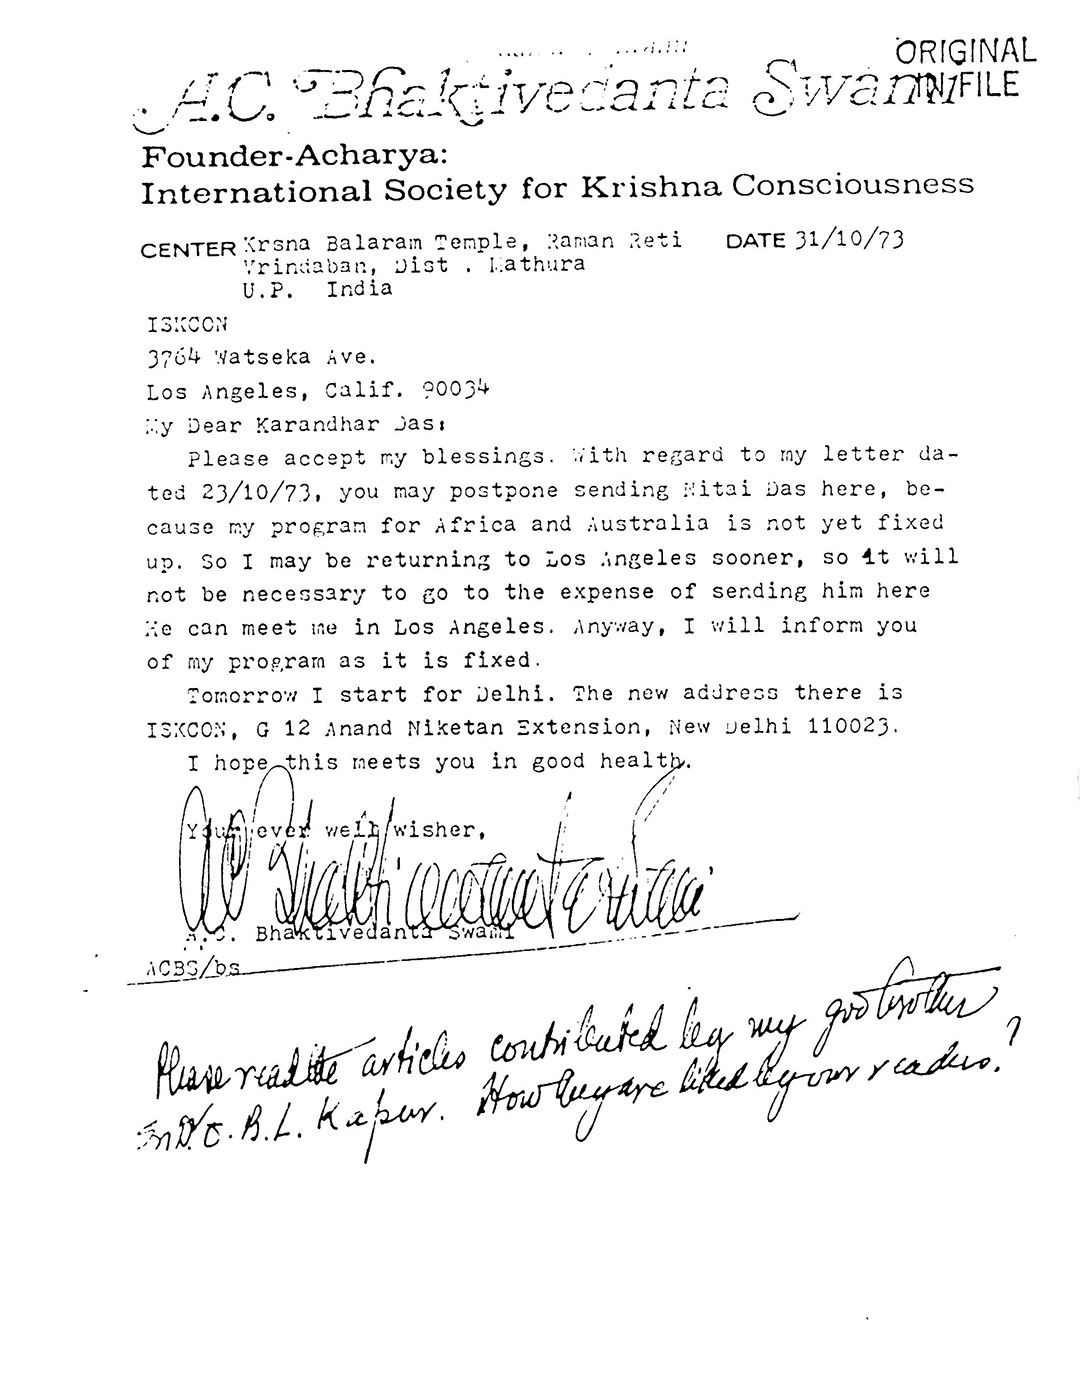 ORIGINAL
IN FILE
A.C. Bhaktivedanta Swami
Founder-Acharya:
International Society for Krishna Consciousness
CENTER Krsna Balaram Temple, Raman Reti DATE 31/10/73
Vrindaban, Dist . Mathura
U.P. India
ISKCON
3764 Watseka Ave.
Los Angeles, Calif. 90034
My Dear Karandhar Das:
Please accept my blessings. With regard to my letter da-
ted 23/10/73, you may postpone sending Nitai Das here, be-
cause my program for Africa and Australia is not yet fixed
up. So I may be returning to Los Angeles sooner, so it will
not be necessary to go to the expense of sending him here
He can meet me in Los Angeles. Anyway, I will inform you
of my program as it is fixed.
Tomorrow I start for Delhi. The new address there is
ISKCON, G 12 Anand Niketan Extension, New Delhi 110023.
I hope this meets you in good health.
Your ever well wisher,
A.C. Bhaktivedanta Swami
A.C. Bhaktivedanta Swami
ACBS/bs
Please read the articles contributed by my godbrother
B.L. Kapur. How they are liked by our readers.?